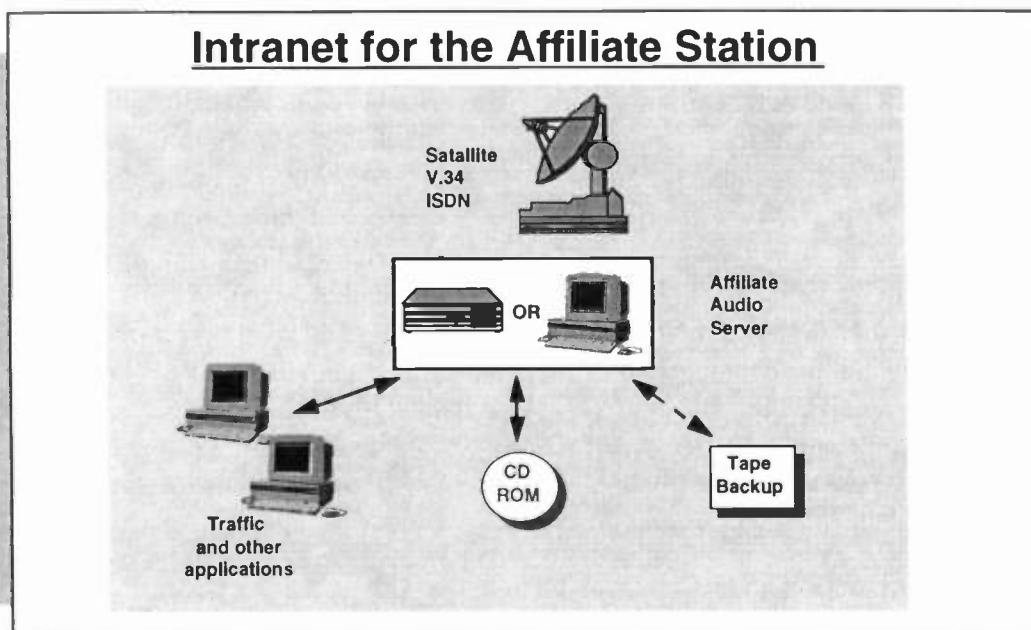 Intranet for the Affiliate Station
Satallite
V.34
ISDN
OR
Affiliate
Audio
Server
Traffic
and other
applications
CD
ROM
Tape
Backup